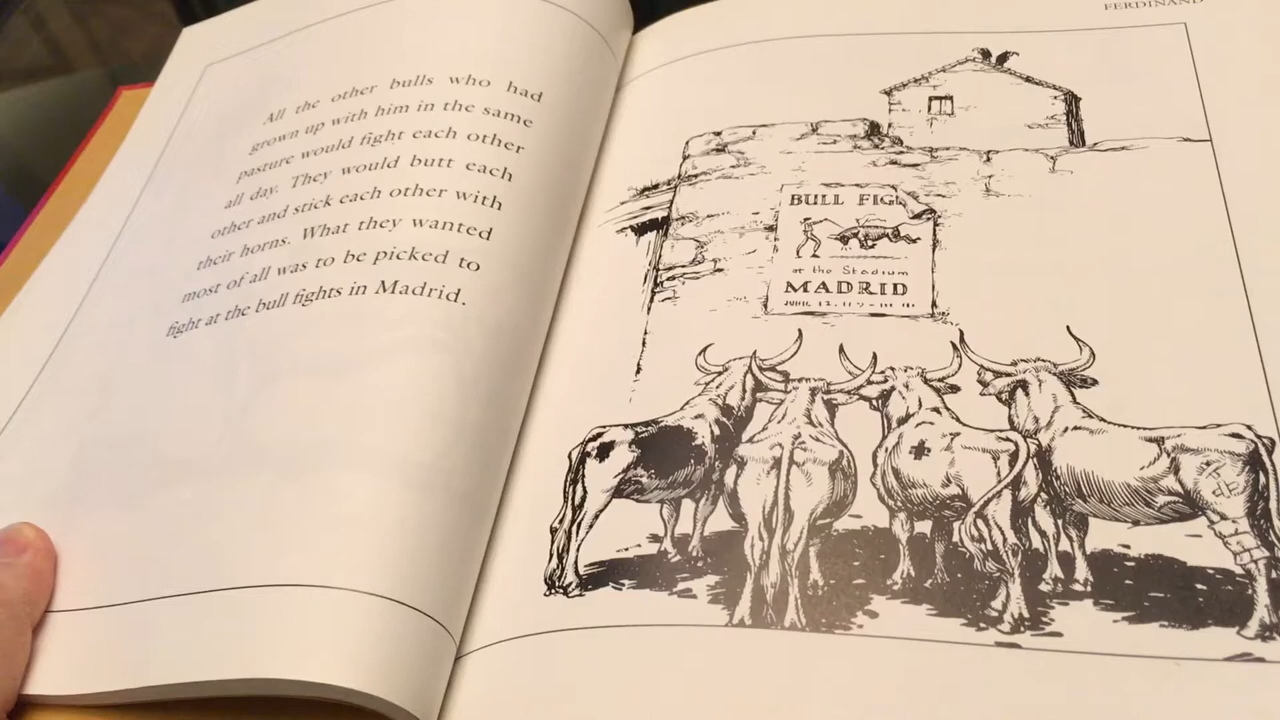 All the other bulls who had
grown up with him in the same
pasture would fight each other
all day. They would butt each
other and stick each other with
their horns. What they wanted
most of all was to be picked to
fight at the bull fights in Madrid.
FERDINAND
BULL FIG
at the Stadium
MADRID